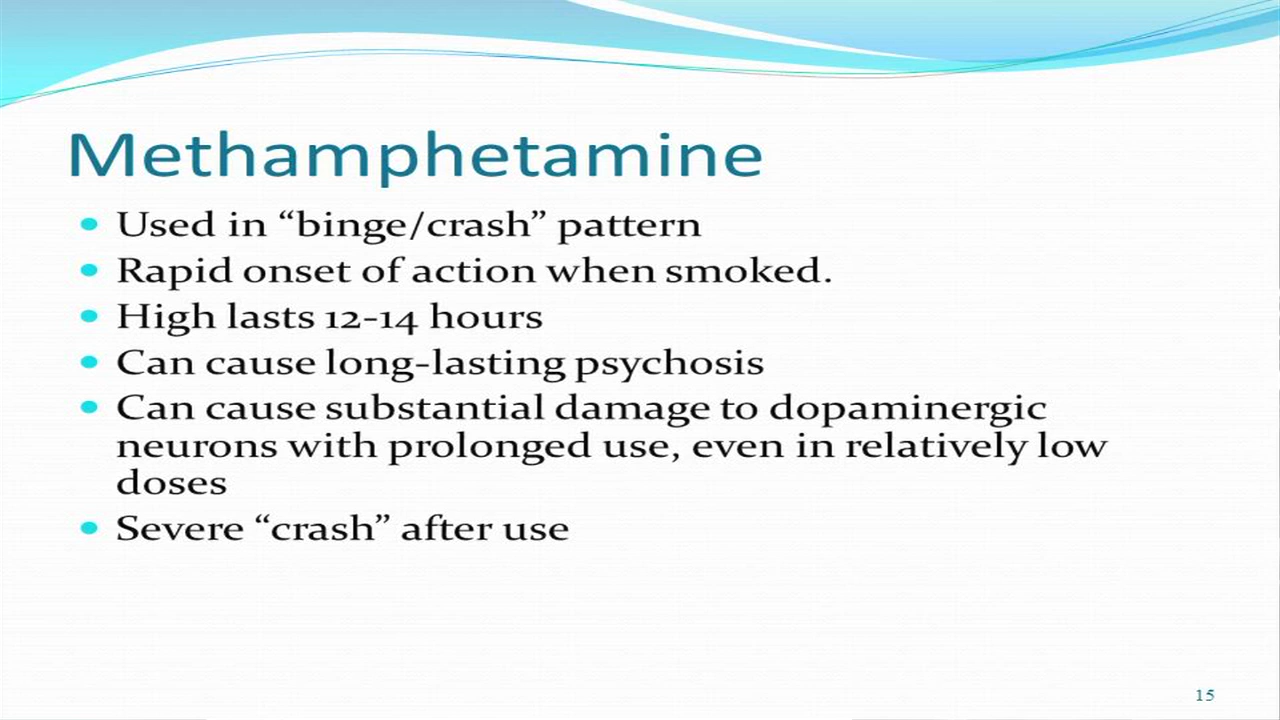 Methamphetamine
• Used in “binge/crash” pattern
• Rapid onset of action when smoked.
• High lasts 12-14 hours
• Can cause long-lasting psychosis
• Can cause substantial damage to dopaminergic
neurons with prolonged use, even in relatively low
doses
• Severe “crash” after use
15